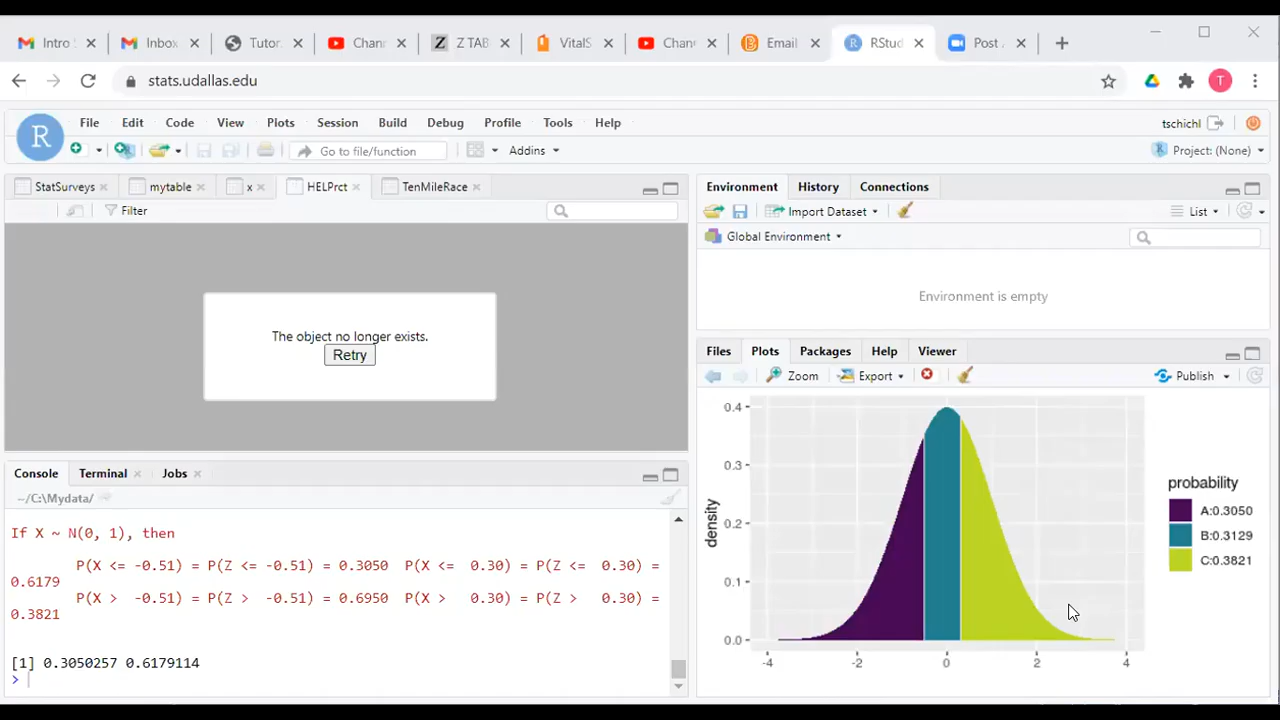 Intro S
Inbox
Tutor.
Chann
Z TAB
VitalS
Chann
Email
RStud
Post
stats.udallas.edu
T
R
File Edit Code View Plots Session Build Debug Profile Tools Help
tschichl
Go to file/function
Addins
Project: (None)
StatSurveys
mytable
x
HELPrct
TenMileRace
Filter
The object no longer exists.
Retry
Environment History Connections
Import Dataset
List
Global Environment
Environment is empty
Files Plots Packages Help Viewer
Zoom
Export
Publish
density
0.4
0.3
0.2
0.1
0.0
-4 -2 0 2 4
probability
A:0.3050
B:0.3129
C:0.3821
Console Terminal Jobs
~/C:\Mydata/
If X ~ N(0, 1), then
P(X <= -0.51) = P(Z <= -0.51) = 0.3050 P(X <= 0.30) = P(Z <= 0.30) =
0.6179
P(X > -0.51) = P(Z > -0.51) = 0.6950 P(X > 0.30) = P(Z > 0.30) =
0.3821
[1] 0.3050257 0.6179114
>